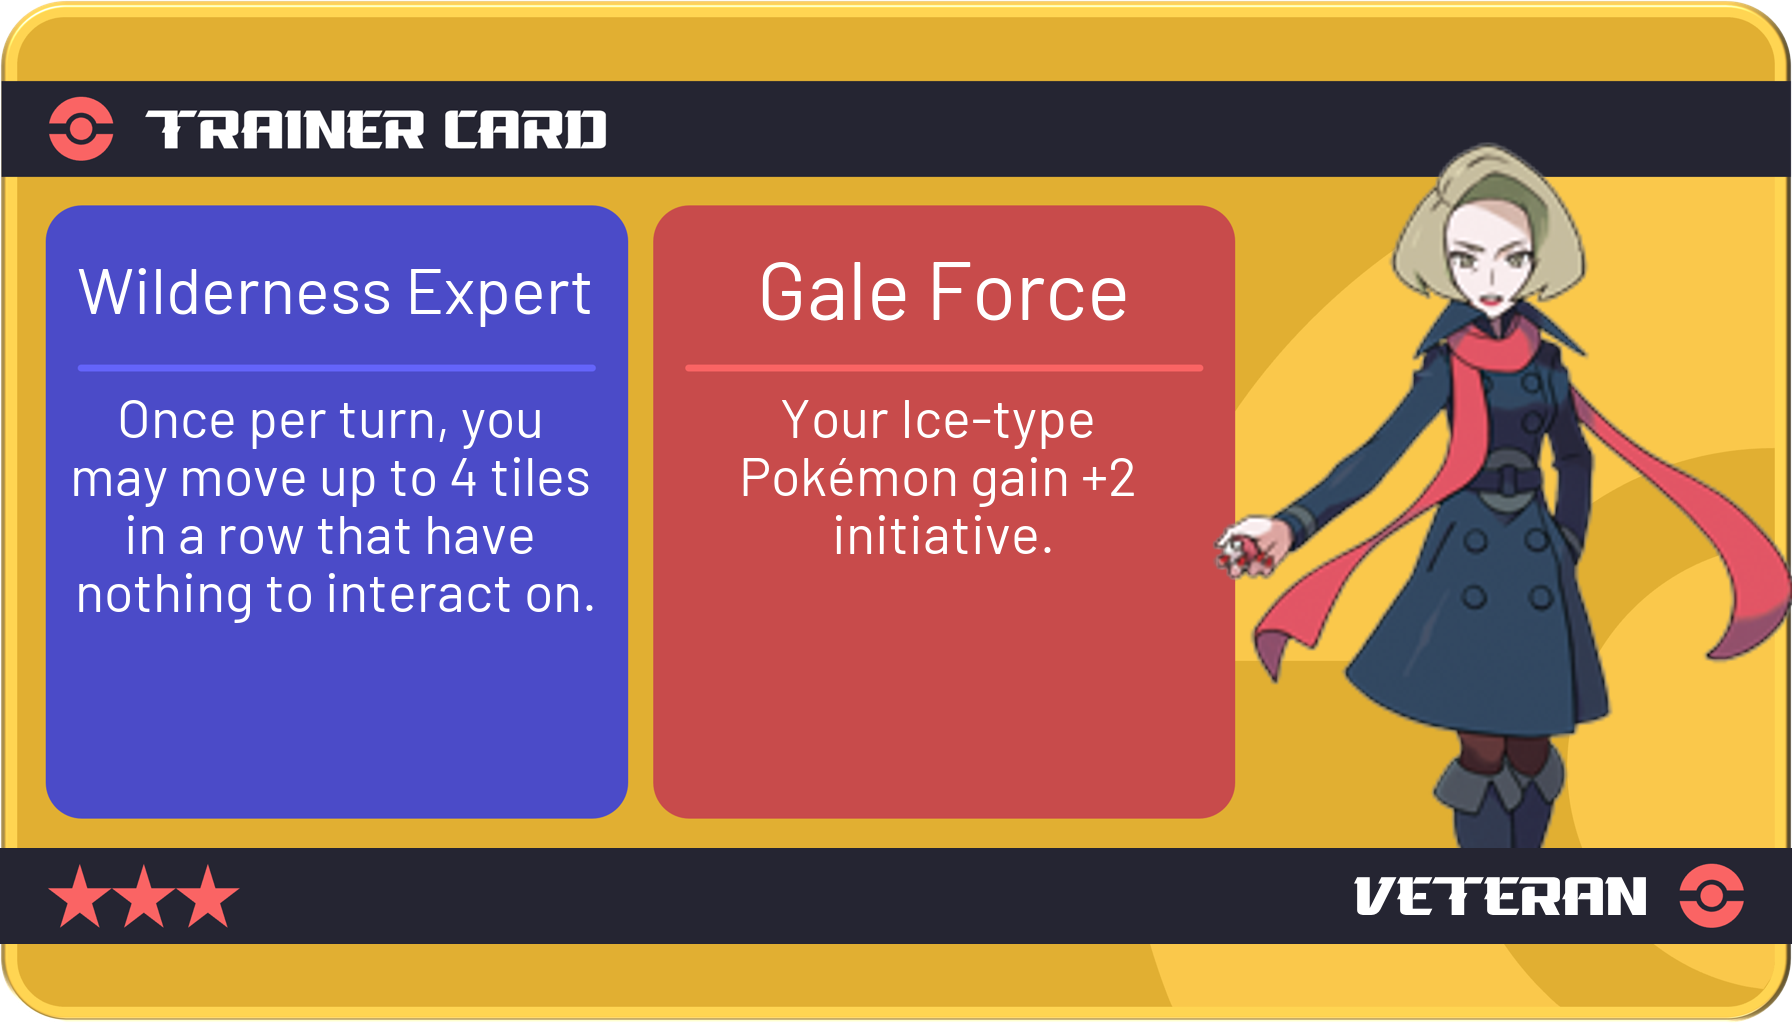 TRAINER CARD
Wilderness Expert
Once per turn, you
may move up to 4 tiles
in a row that have
nothing to interact on.
Gale Force
Your Ice-type
Pokémon gain +2
initiative.
VETERAN